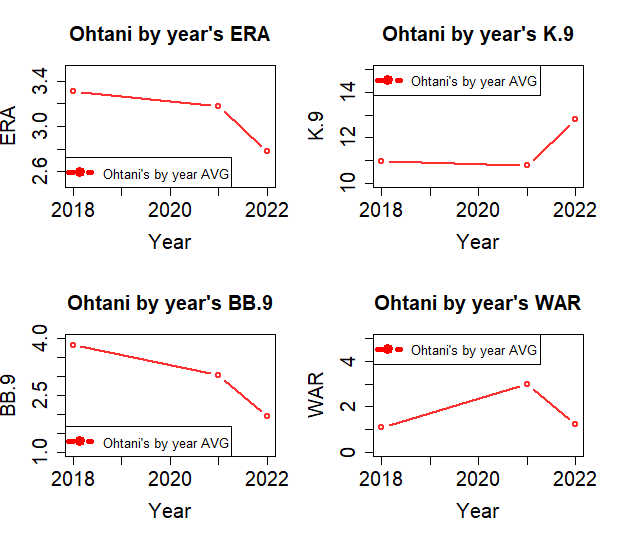 Ohtani by year's ERA
ERA
3.4
3.0
2.6
Ohtani's by year AVG
2018 2020 2022
Year
Ohtani by year's K.9
K.9
14
12
10
Ohtani's by year AVG
2018 2020 2022
Year
Ohtani by year's BB.9
BB.9
4.0
2.5
1.0
Ohtani's by year AVG
2018 2020 2022
Year
Ohtani by year's WAR
WAR
4
2
0
Ohtani's by year AVG
2018 2020 2022
Year